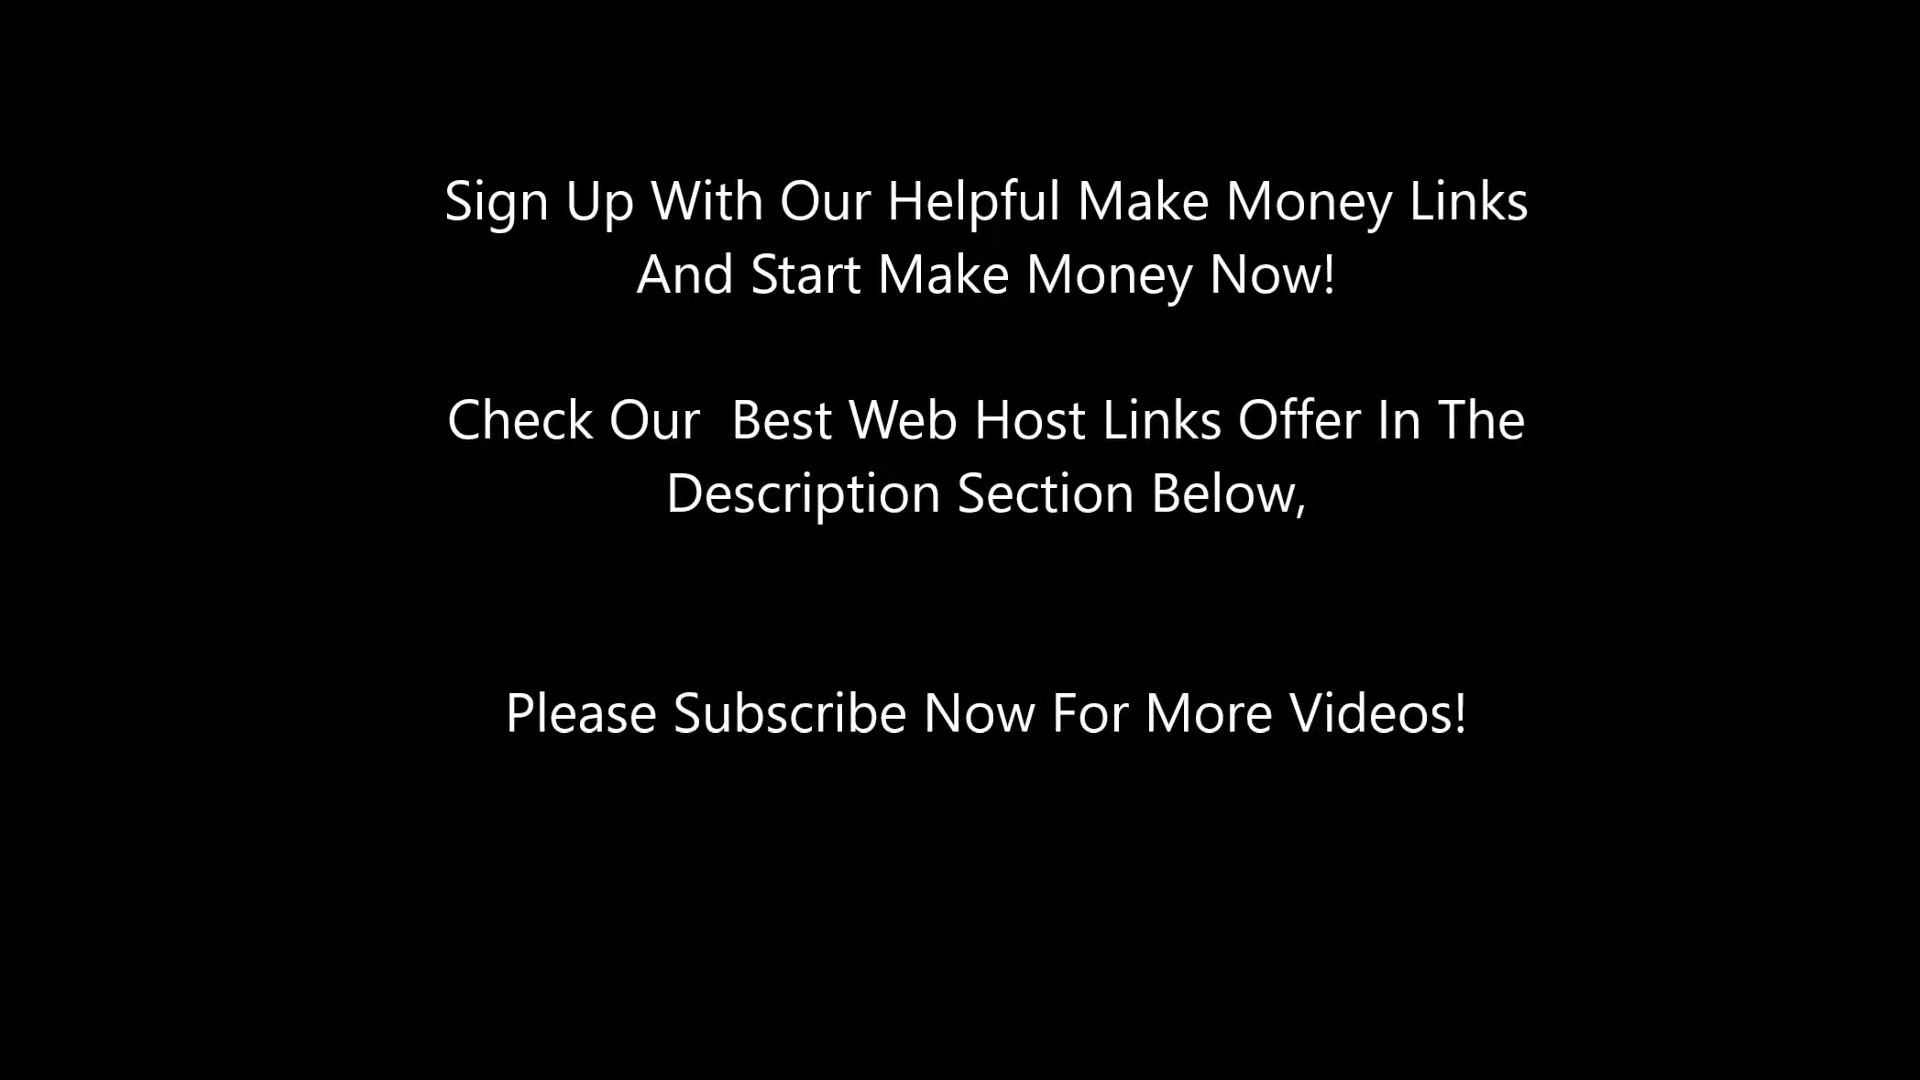 Sign Up With Our Helpful Make Money Links
And Start Make Money Now!
Check Our  Best Web Host Links Offer In The
Description Section Below,
Please Subscribe Now For More Videos!